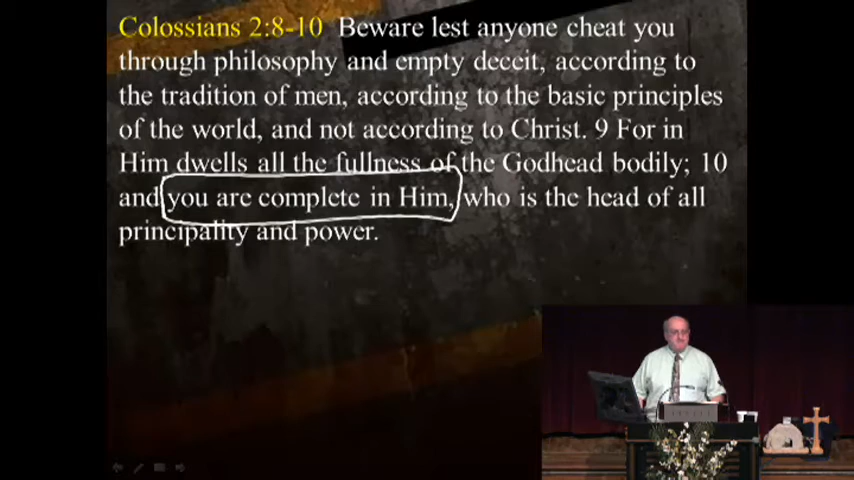 Colossians 2:8-10 Beware lest anyone cheat you
through philosophy and empty deceit, according to
the tradition of men, according to the basic principles
of the world, and not according to Christ. 9 For in
Him dwells all the fullness of the Godhead bodily; 10
and you are complete in Him, who is the head of all
principality and power.